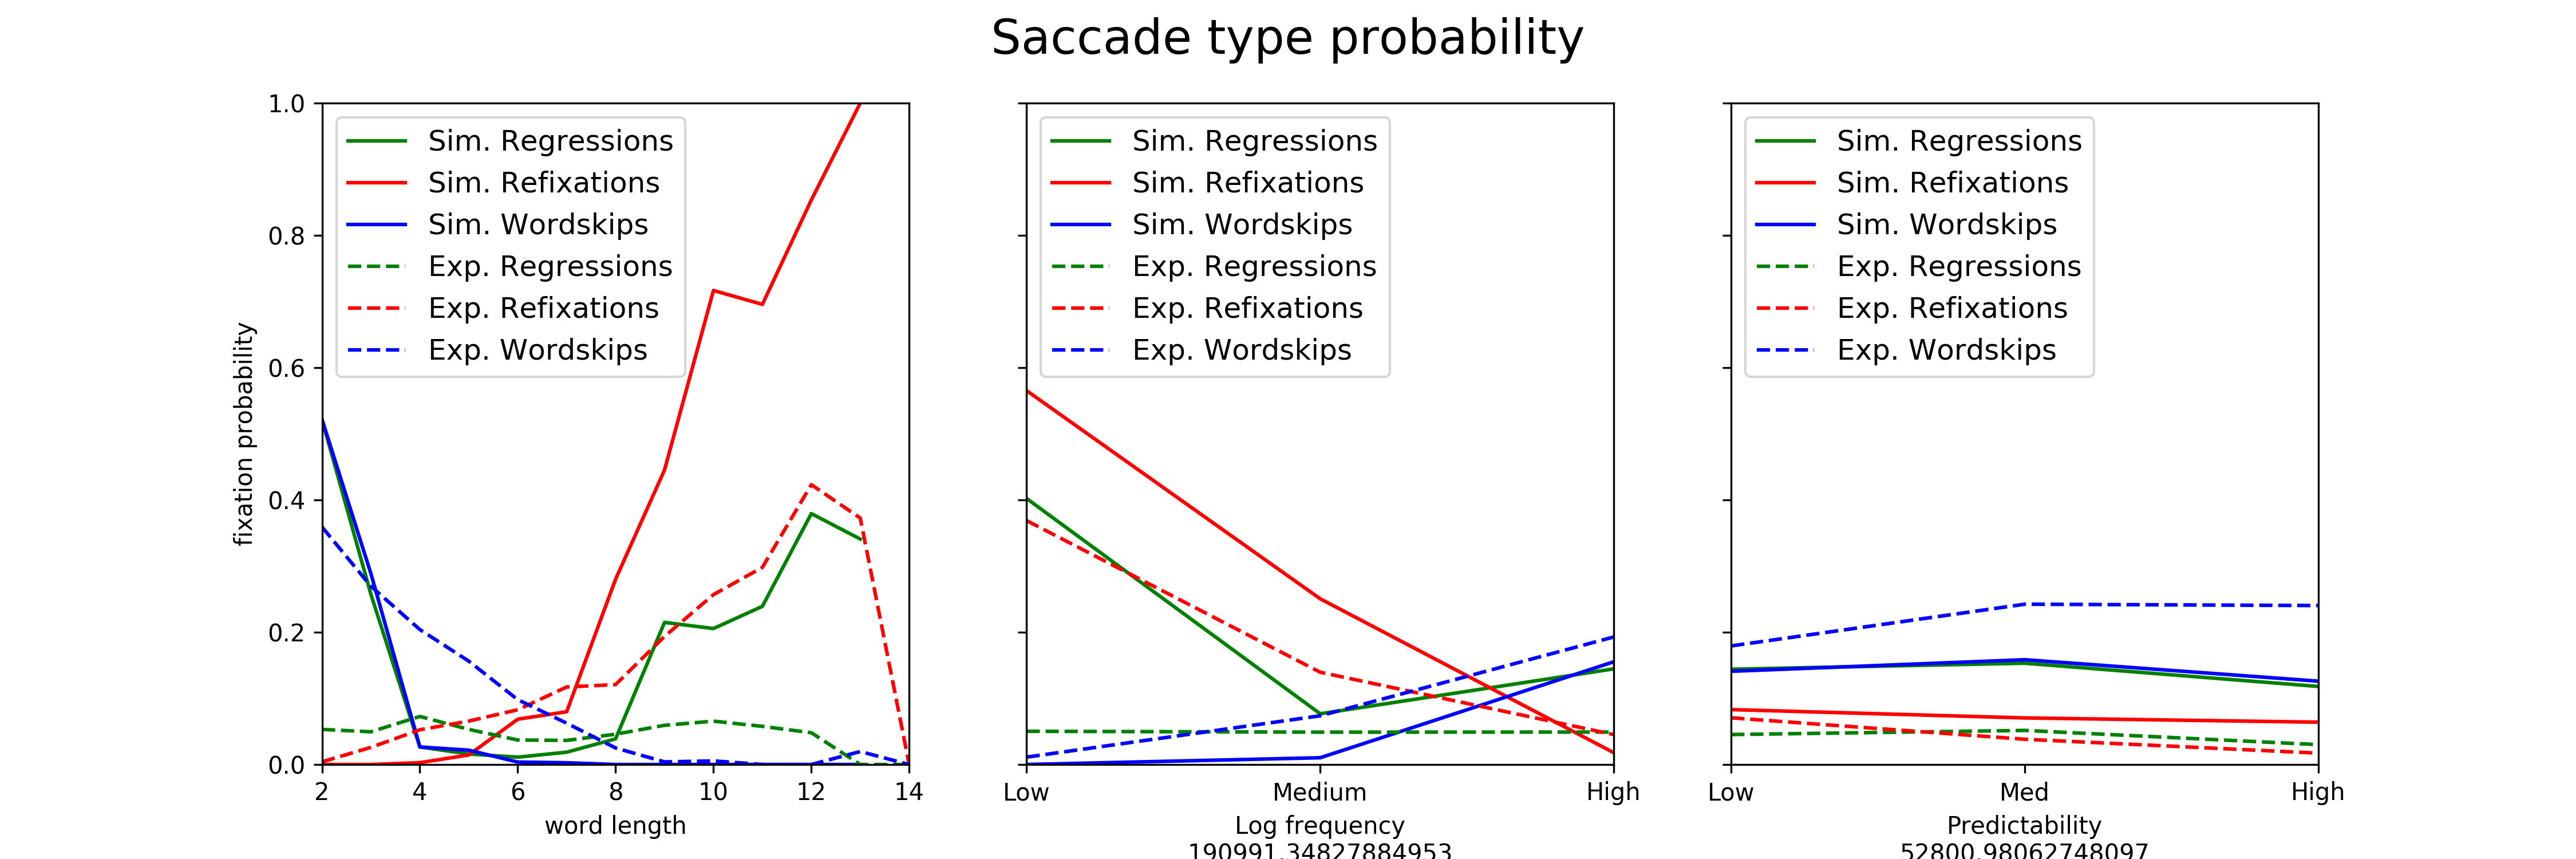 Saccade type probability
1.0
0.8
0.6
0.4
0.2
0.0
fixation probability
Sim. Regressions
Sim. Refixations
Sim. Wordskips
Exp. Regressions
Exp. Refixations
Exp. Wordskips
2 4 6 8 10 12 14
word length
Sim. Regressions
Sim. Refixations
Sim. Wordskips
Exp. Regressions
Exp. Refixations
Exp. Wordskips
Low Medium High
Log frequency
190991.34827884953
Sim. Regressions
Sim. Refixations
Sim. Wordskips
Exp. Regressions
Exp. Refixations
Exp. Wordskips
Low Med High
Predictability
52800.98062748097